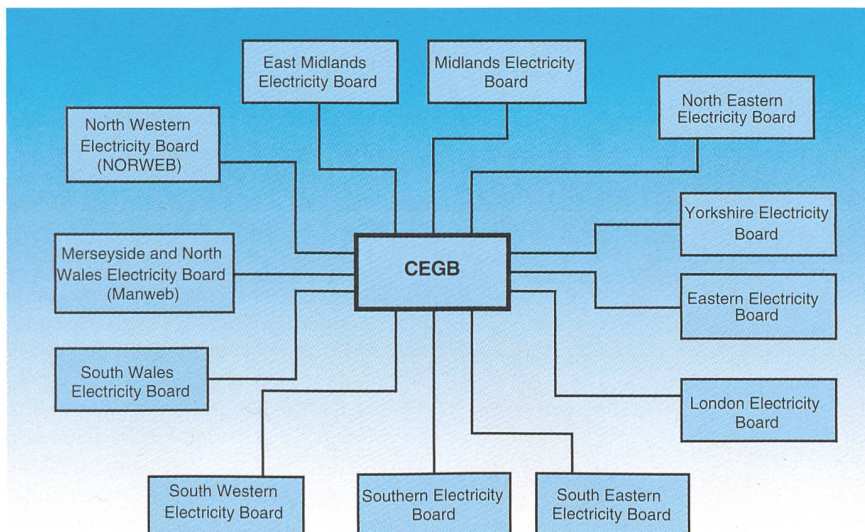 East Midlands
Electricity Board
Midlands Electricity
Board
North Eastern
Electricity Board
North Western
Electricity Board
(NORWEB)
Yorkshire Electricity
Board
Merseyside and North
Wales Electricity Board
(Manweb)
CEGB
Eastern Electricity
Board
South Wales
Electricity Board
London Electricity
Board
South Western
Electricity Board
Southern Electricity
Board
South Eastern
Electricity Board